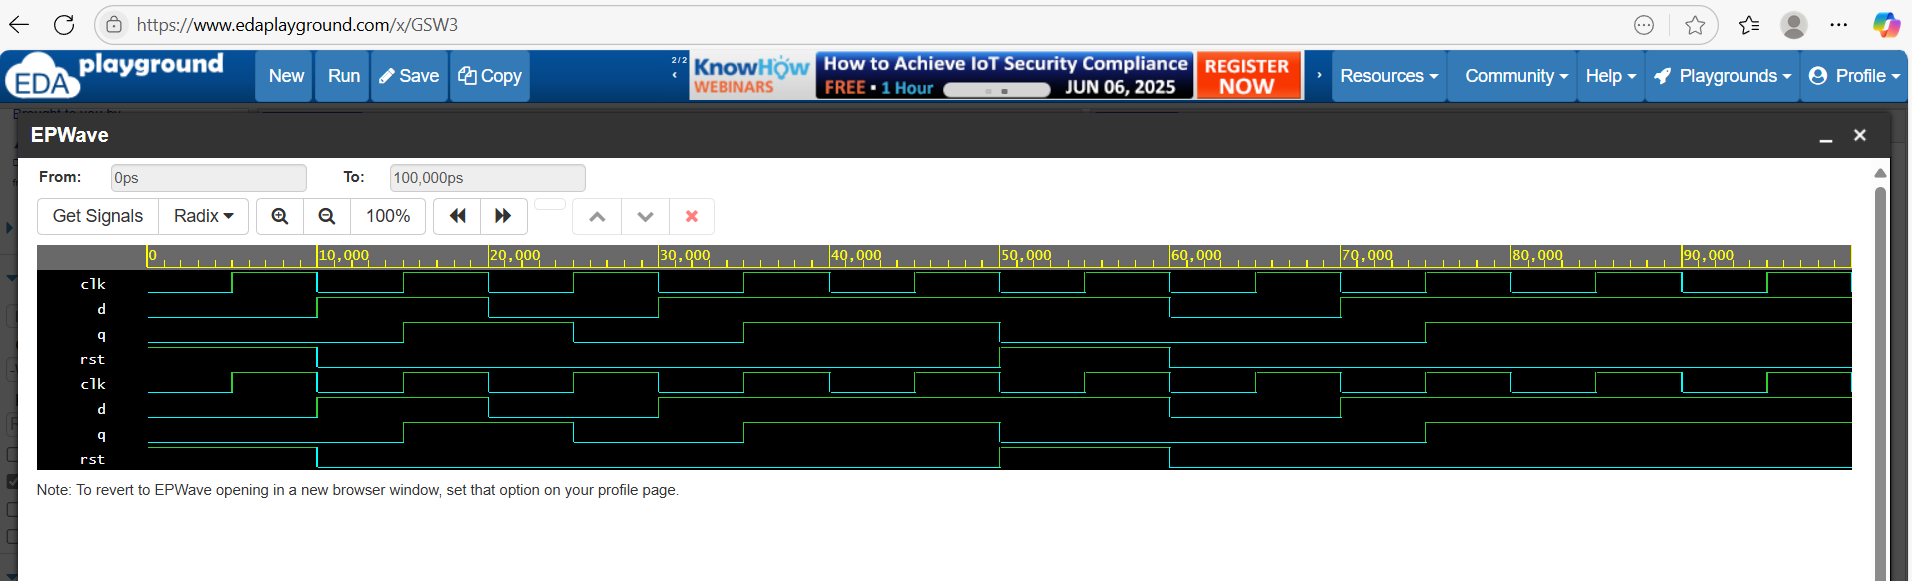 https://www.edaplayground.com/x/GSW3
EDA playground New Run Save Copy 2/2 KnowHow WEBINARS How to Achieve IoT Security Compliance FREE • 1 Hour JUN 06, 2025 REGISTER NOW Resources Community Help Playgrounds Profile
EPWave
From: 0ps To: 100,000ps
Get Signals Radix 100%
0 10,000 20,000 30,000 40,000 50,000 60,000 70,000 80,000 90,000
clk
d
q
rst
clk
d
q
rst
Note: To revert to EPWave opening in a new browser window, set that option on your profile page.